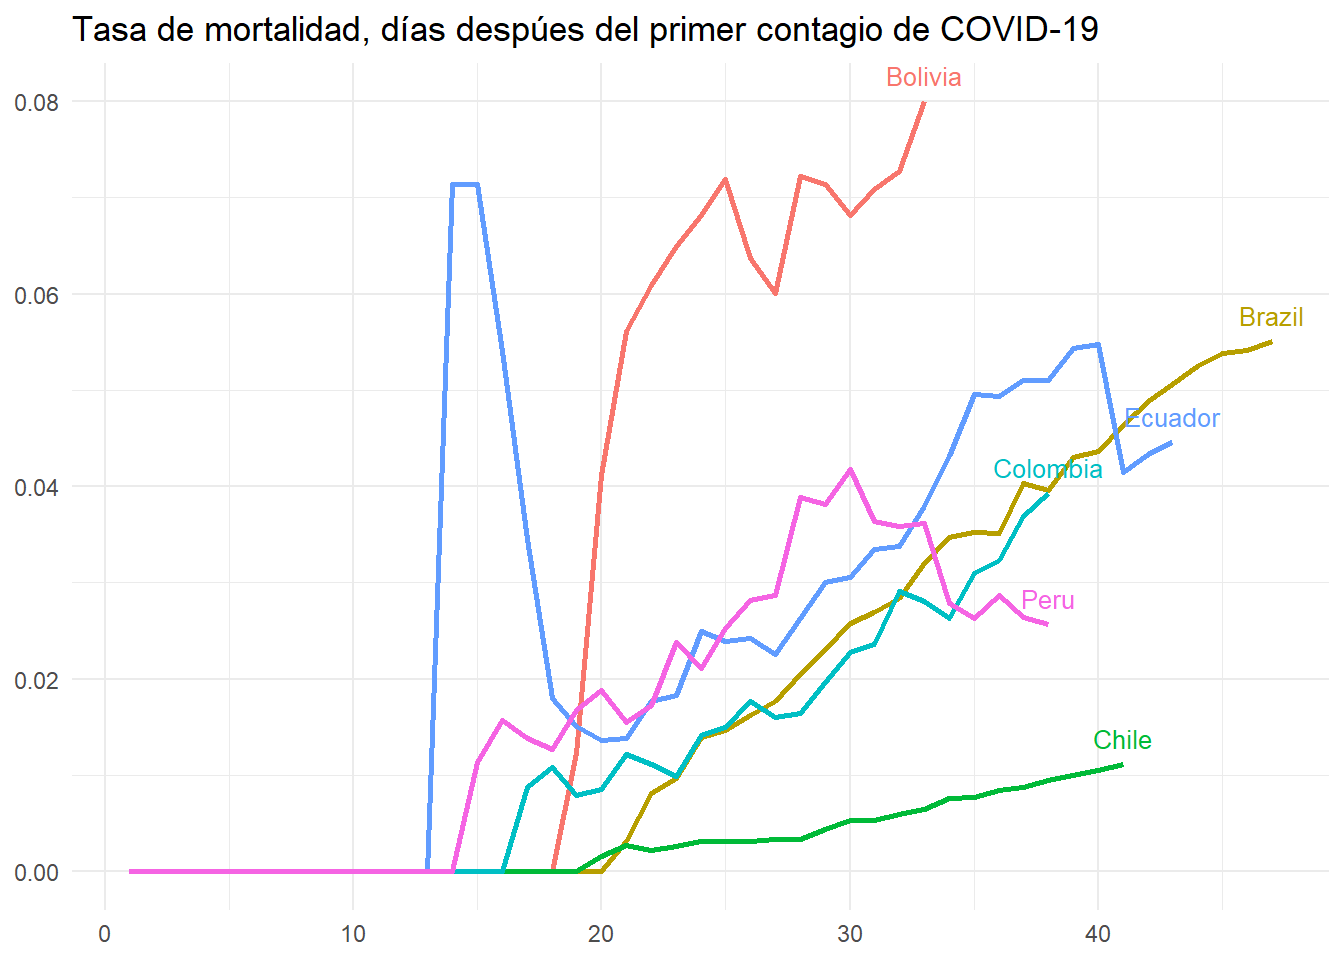 Tasa de mortalidad, días despúes del primer contagio de COVID-19
Bolivia
0.08
0.06
Brazil
Ecuador
Colombia
0.04
Peru
0.02
Chile
0.00
0 10 20 30 40